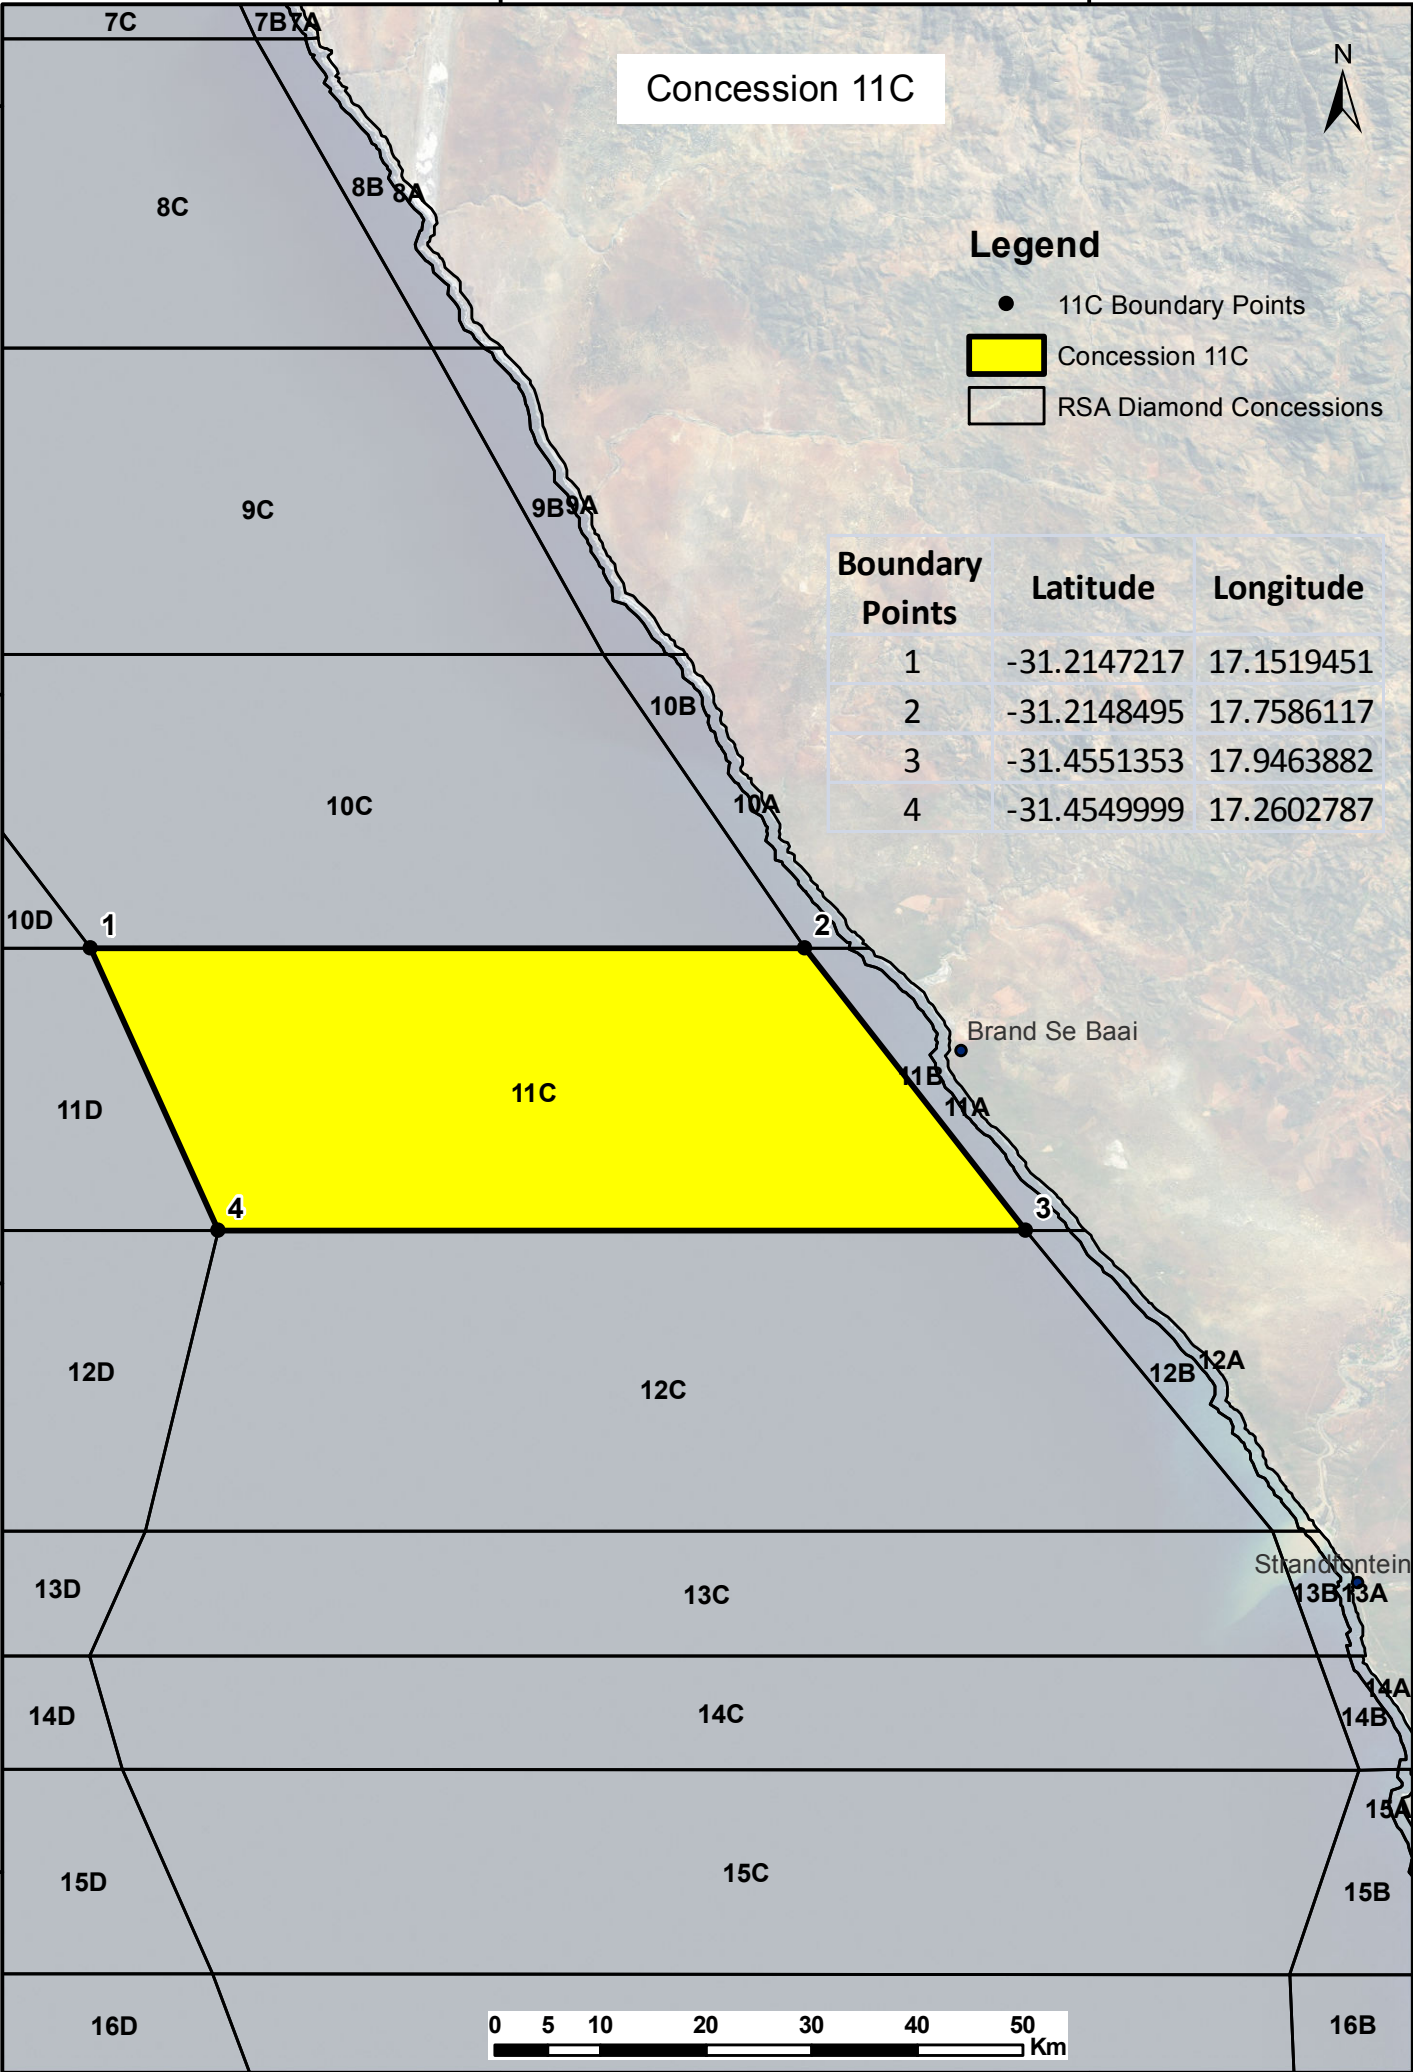 7C
7B
7A
Concession 11C
N
8B
8A
8C
Legend
11C Boundary Points
Concession 11C
RSA Diamond Concessions
9C
9B
9A
Boundary Points Latitude Longitude
1 -31.2147217 17.1519451
2 -31.2148495 17.7586117
3 -31.4551353 17.9463882
4 -31.4549999 17.2602787
10B
10C
10A
10D
1
2
Brand Se Baai
11B
11C
11A
11D
4
3
12D
12C
12B
12A
Strandfontein
13D
13C
13B
13A
14A
14D
14C
14B
15A
15D
15C
15B
16D
0 5 10 20 30 40 50
Km
16B